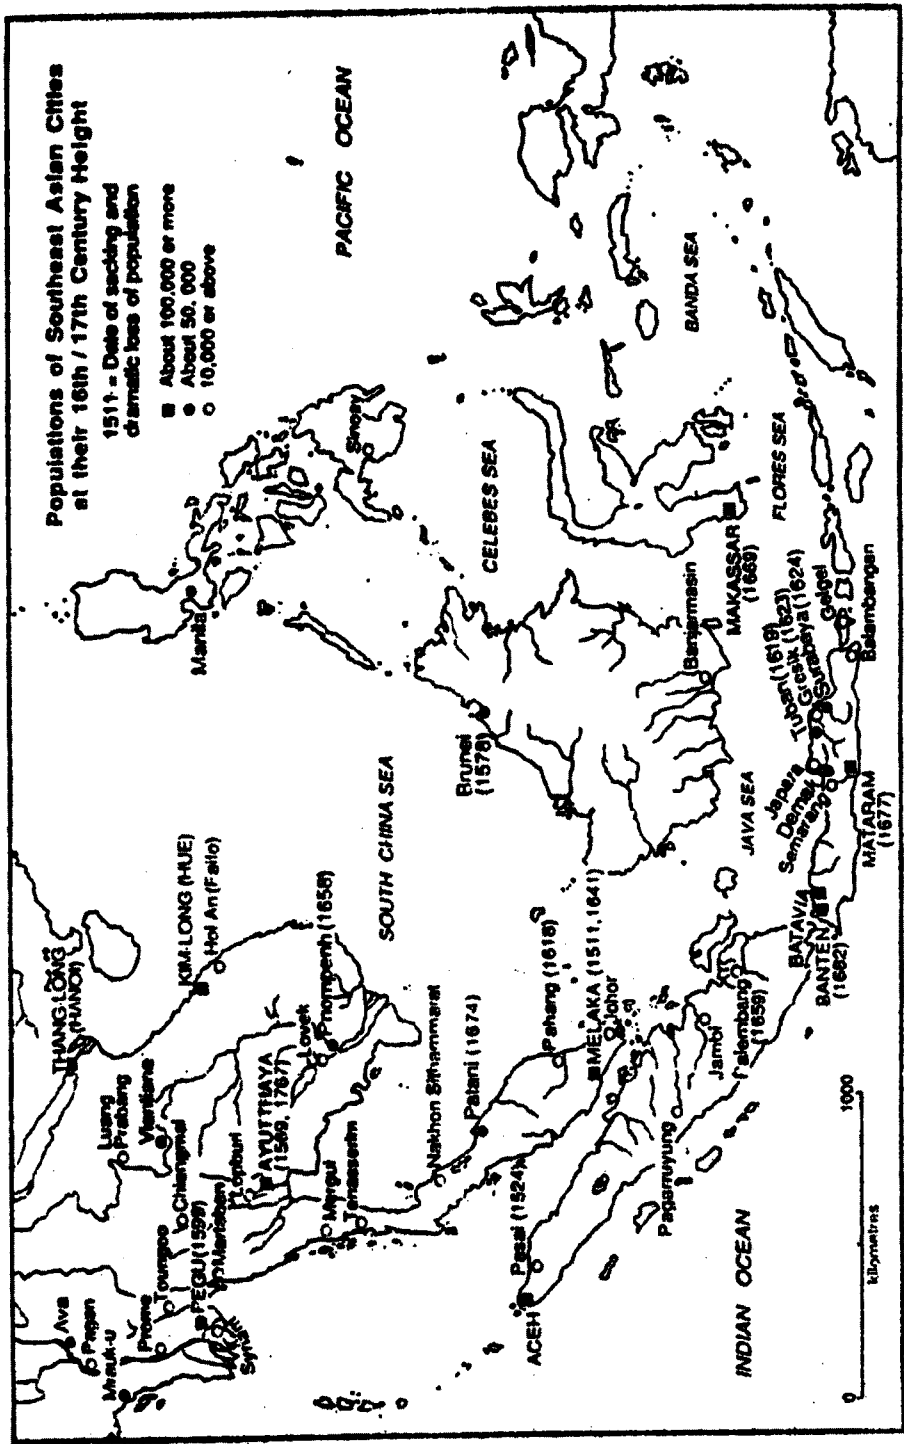 Populations of Southeast Asian Cities
at their 16th / 17th Century Height
1511 = Date of sacking and
dramatic loss of population
About 100,000 or more
About 50,000
10,000 or above
PACIFIC OCEAN
Ava
Pagan
Mrauk-u
Prome
Toungoo
PEGU (1599)
Martaban
Syriam
Luang
Prabang
Vientiane
Chiengmai
Lopburi
AYUTTHAYA
(1569, 1767)
Mergui
Tenasserim
THANG-LONG
(HANOI)
KIM-LONG (HUE)
Hoi An (Faifo)
Lovek
Phompenh (1658)
Nakhon Sithammarat
Patani (1674)
Pahang (1618)
MELAKA (1511, 1641)
Johor
Pasai (1524)
ACEH
Pagarruyung
Jambi
Palembang
(1659)
SOUTH CHINA SEA
Manila
Simoay
Brunei
(1578)
CELEBES SEA
BANDA SEA
FLORES SEA
JAVA SEA
INDIAN OCEAN
Banjarmasin
MAKASSAR
(1669)
BATAVIA
BANTEN
(1682)
Japara
Demak
Semarang
Tuban (1619)
Gresik (1623)
Surabaya (1624)
Gelgel
Balambangan
MATARAM
(1677)
0
1000
kilometres